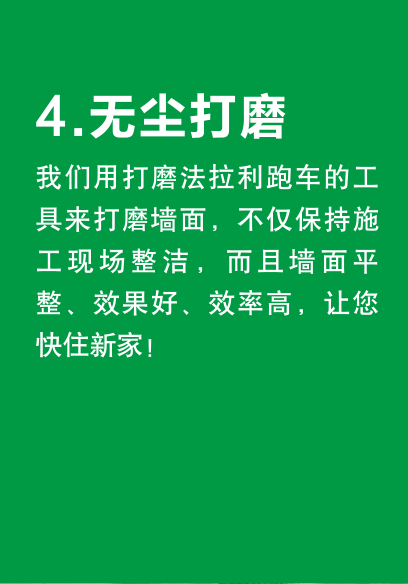 4.无尘打磨
我们用打磨法拉利跑车的工
具来打磨墙面，不仅保持施
工现场整洁，而且墙面平
整、效果好、效率高，让您
快住新家！